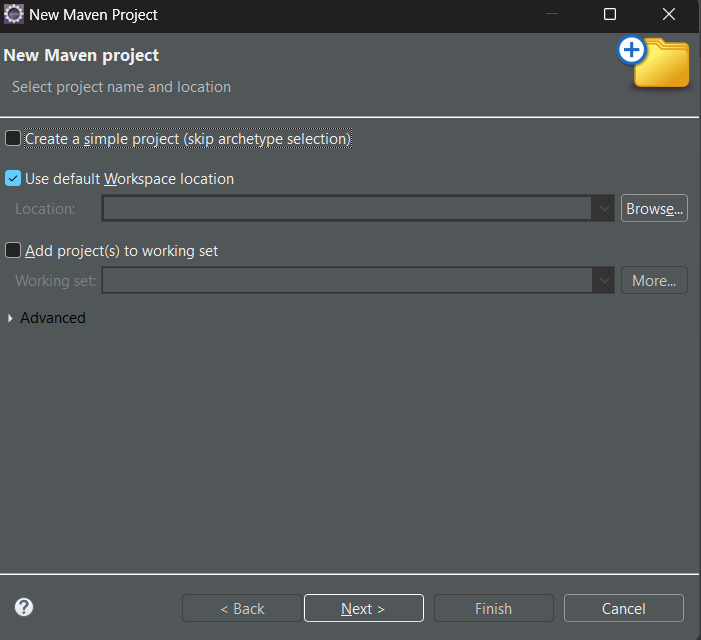 New Maven Project
New Maven project
Select project name and location
Create a simple project (skip archetype selection)
Use default Workspace location
Location:
Browse...
Add project(s) to working set
Working set:
More...
Advanced
?
< Back
Next >
Finish
Cancel